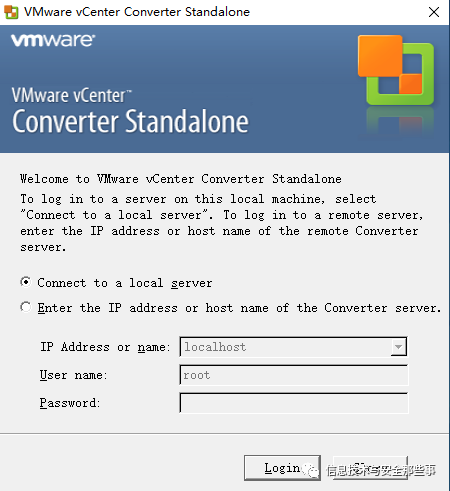 VMware vCenter Converter Standalone
vmware®
VMware vCenter™
Converter Standalone
Welcome to VMware vCenter Converter Standalone
To log in to a server on this local machine, select
"Connect to a local server". To log in to a remote server,
enter the IP address or host name of the remote Converter
server.
Connect to a local server
Enter the IP address or host name of the Converter server.
IP Address or name: localhost
User name: root
Password:
Login
信息技术与安全那些事